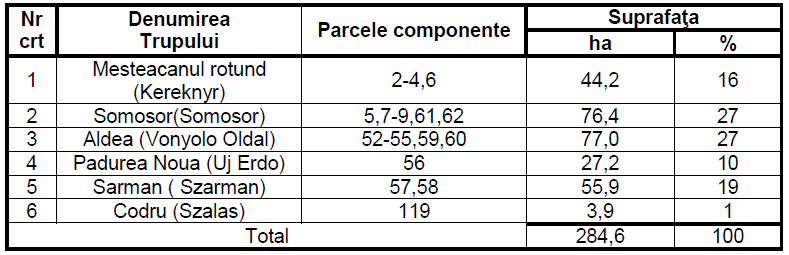 Nr crt Denumirea Trupului Parcele componente Suprafaţa
ha %
1 Mesteacanul rotund (Kereknyr) 2-4,6 44,2 16
2 Somosor(Somosor) 5,7-9,61,62 76,4 27
3 Aldea (Vonyolo Oldal) 52-55,59,60 77,0 27
4 Padurea Noua (Uj Erdo) 56 27,2 10
5 Sarman ( Szarman) 57,58 55,9 19
6 Codru (Szalas) 119 3,9 1
Total 284,6 100